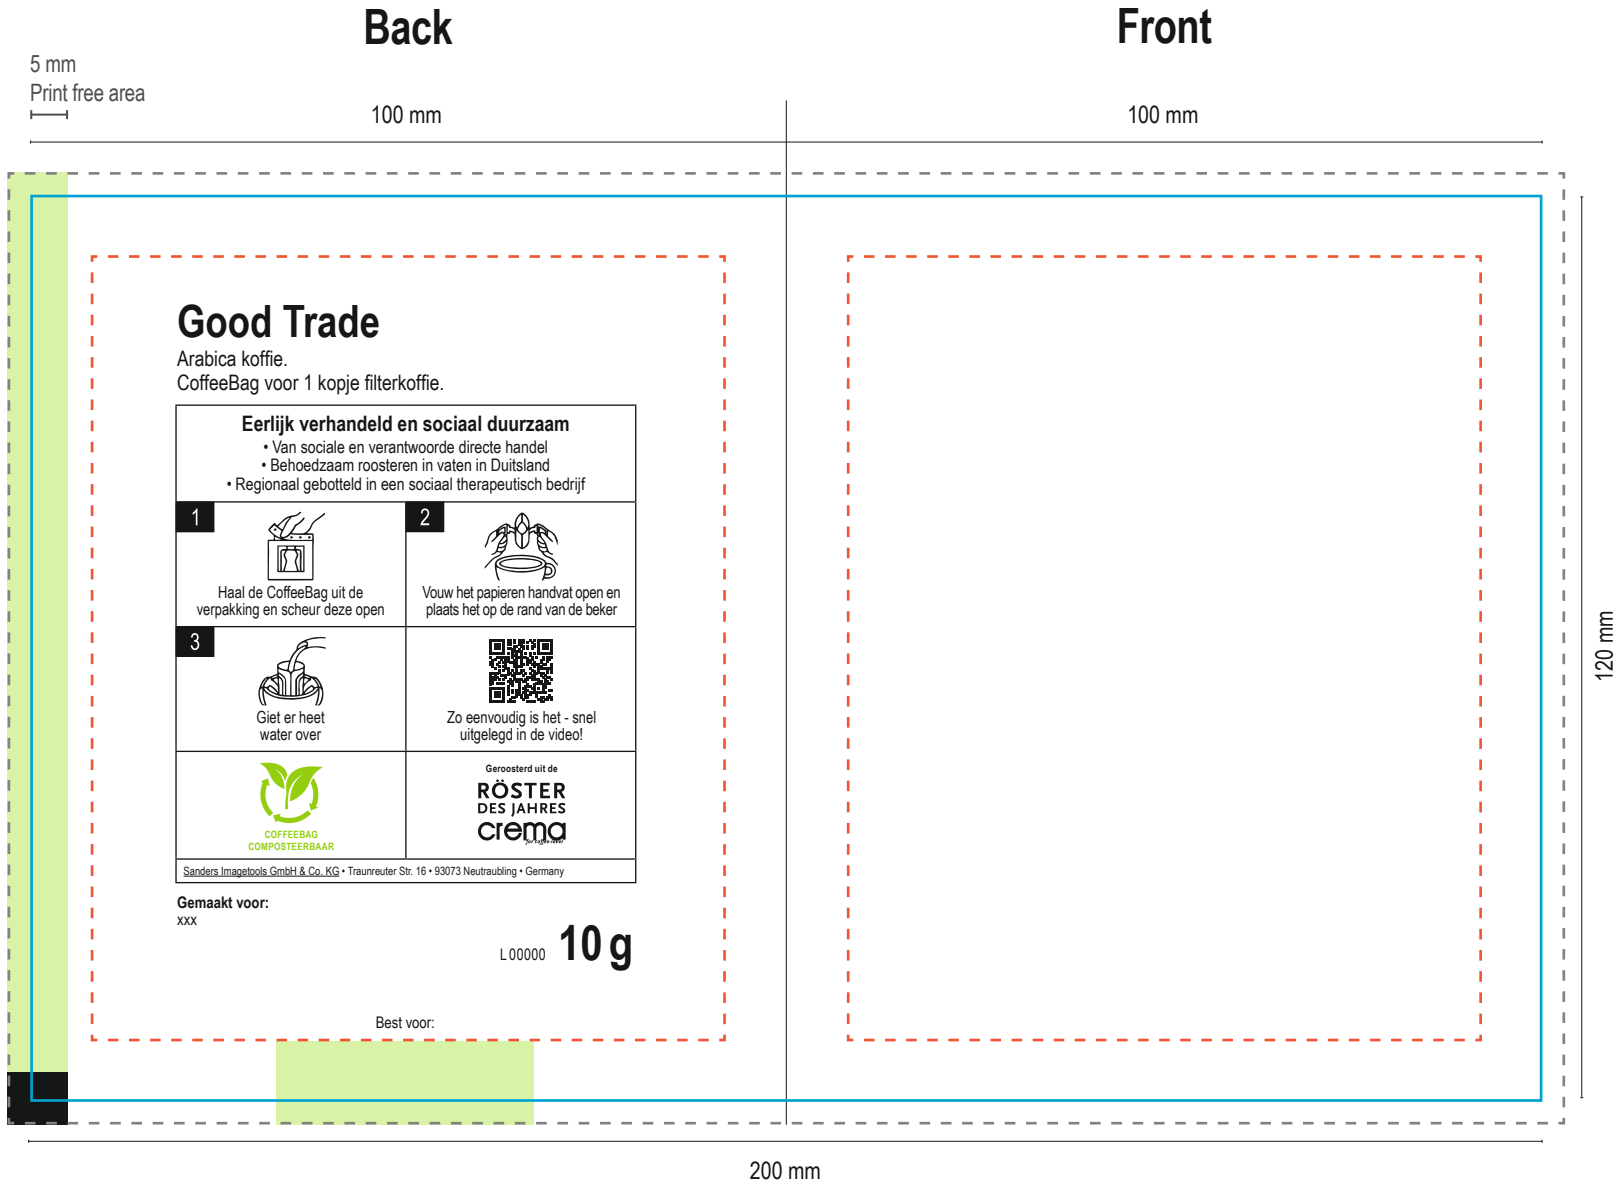 Back
Front
5 mm
Print free area
100 mm
100 mm
Good Trade
Arabica koffie.
CoffeeBag voor 1 kopje filterkoffie.
Eerlijk verhandeld en sociaal duurzaam
• Van sociale en verantwoorde directe handel
• Behoedzaam roosteren in vaten in Duitsland
• Regionaal gebotteld in een sociaal therapeutisch bedrijf
1
Haal de CoffeeBag uit de
verpakking en scheur deze open
2
Vouw het papieren handvat open en
plaats het op de rand van de beker
3
Giet er heet
water over
Zo eenvoudig is het - snel
uitgelegd in de video!
COFFEEBAG
COMPOSTEERBAAR
Geroosterd uit de
RÖSTER
DES JAHRES
crema
for coffee-lover
Sanders Imagetools GmbH & Co. KG • Traunreuter Str. 16 • 93073 Neutraubling • Germany
Gemaakt voor:
xxx
L00000 10 g
Best voor:
120 mm
200 mm